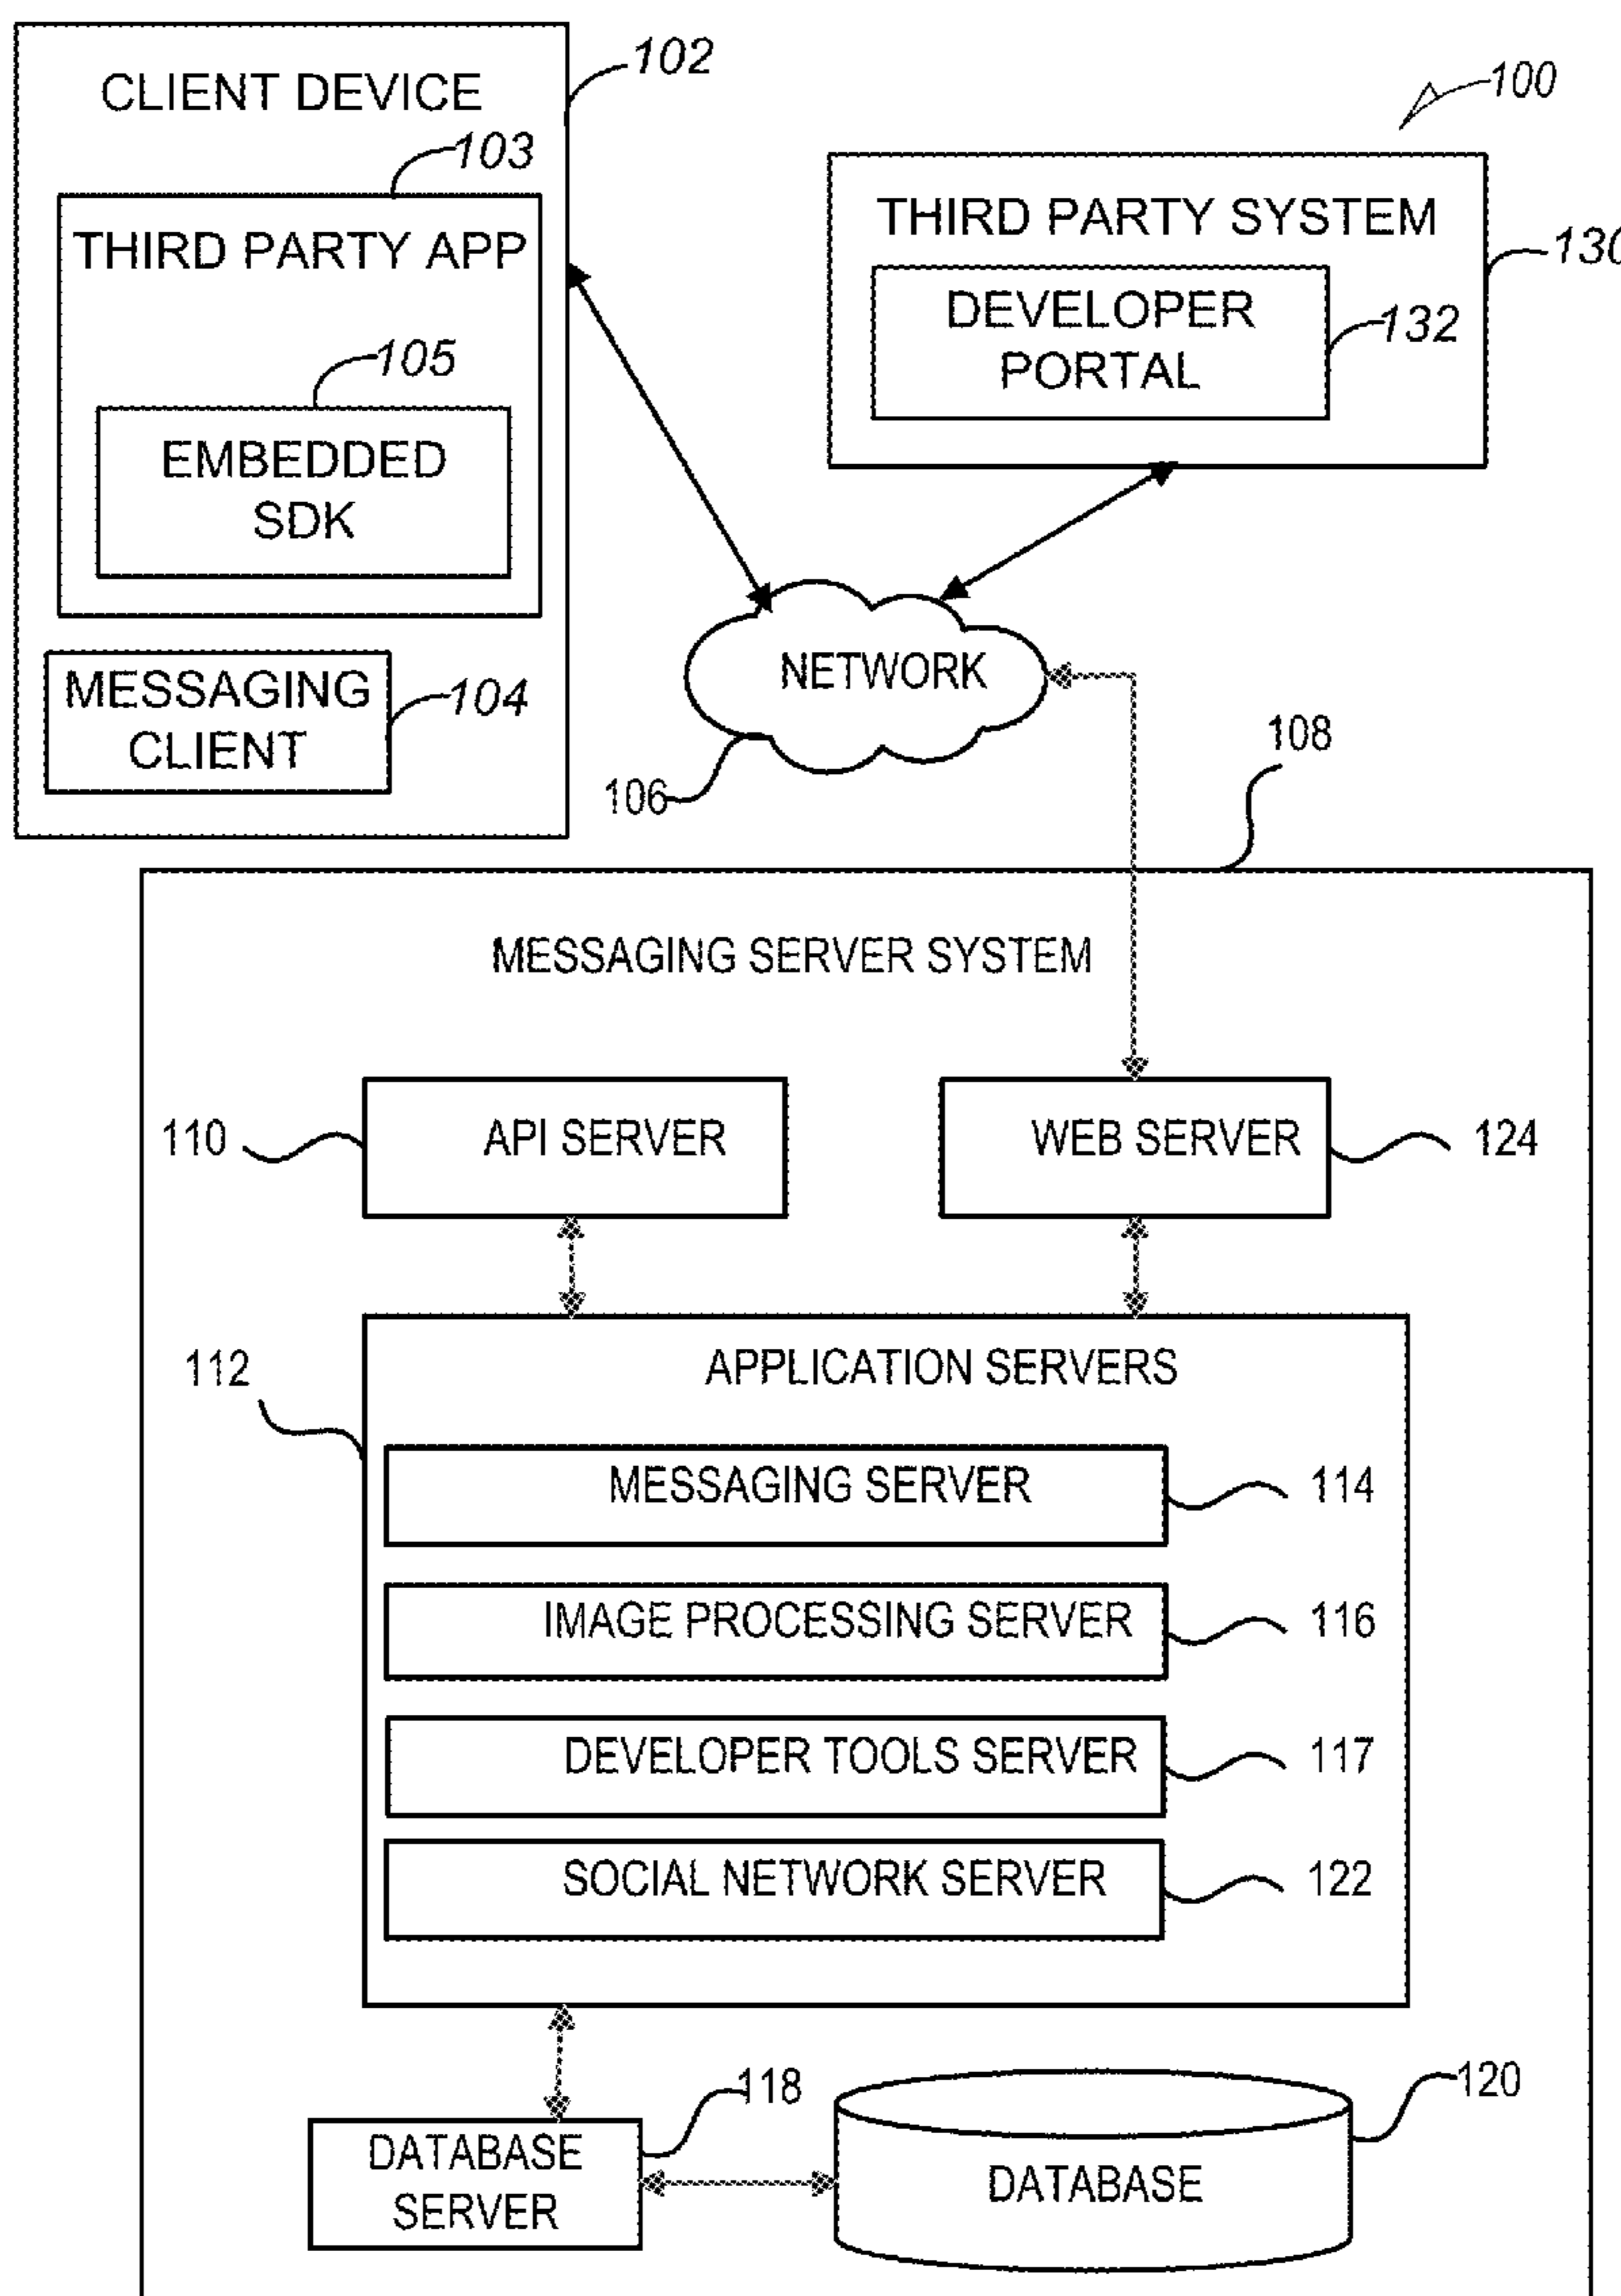 CLIENT DEVICE
102
103
THIRD PARTY APP
105
EMBEDDED
SDK
MESSAGING
CLIENT
104
100
THIRD PARTY SYSTEM
130
DEVELOPER
PORTAL
132
NETWORK
106
108
MESSAGING SERVER SYSTEM
110
API SERVER
WEB SERVER
124
112
APPLICATION SERVERS
MESSAGING SERVER
114
IMAGE PROCESSING SERVER
116
DEVELOPER TOOLS SERVER
117
SOCIAL NETWORK SERVER
122
118
DATABASE
SERVER
120
DATABASE